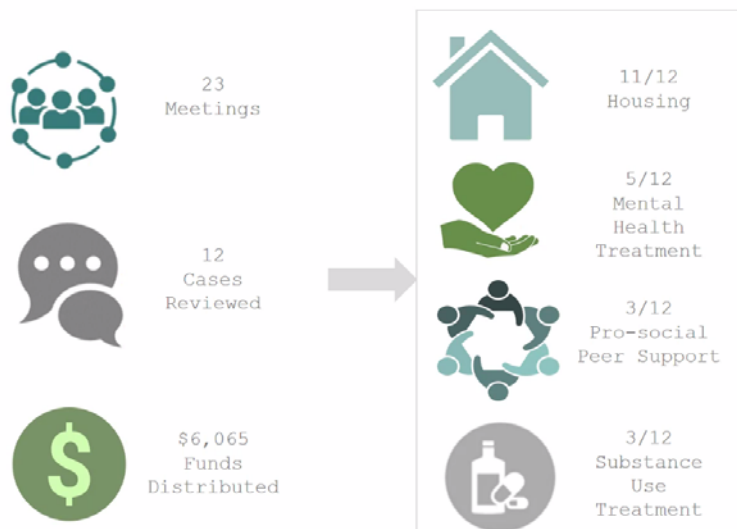 23
Meetings
12
Cases
Reviewed
$6,065
Funds
Distributed
11/12
Housing
5/12
Mental
Health
Treatment
3/12
Pro-social
Peer Support
3/12
Substance
Use
Treatment